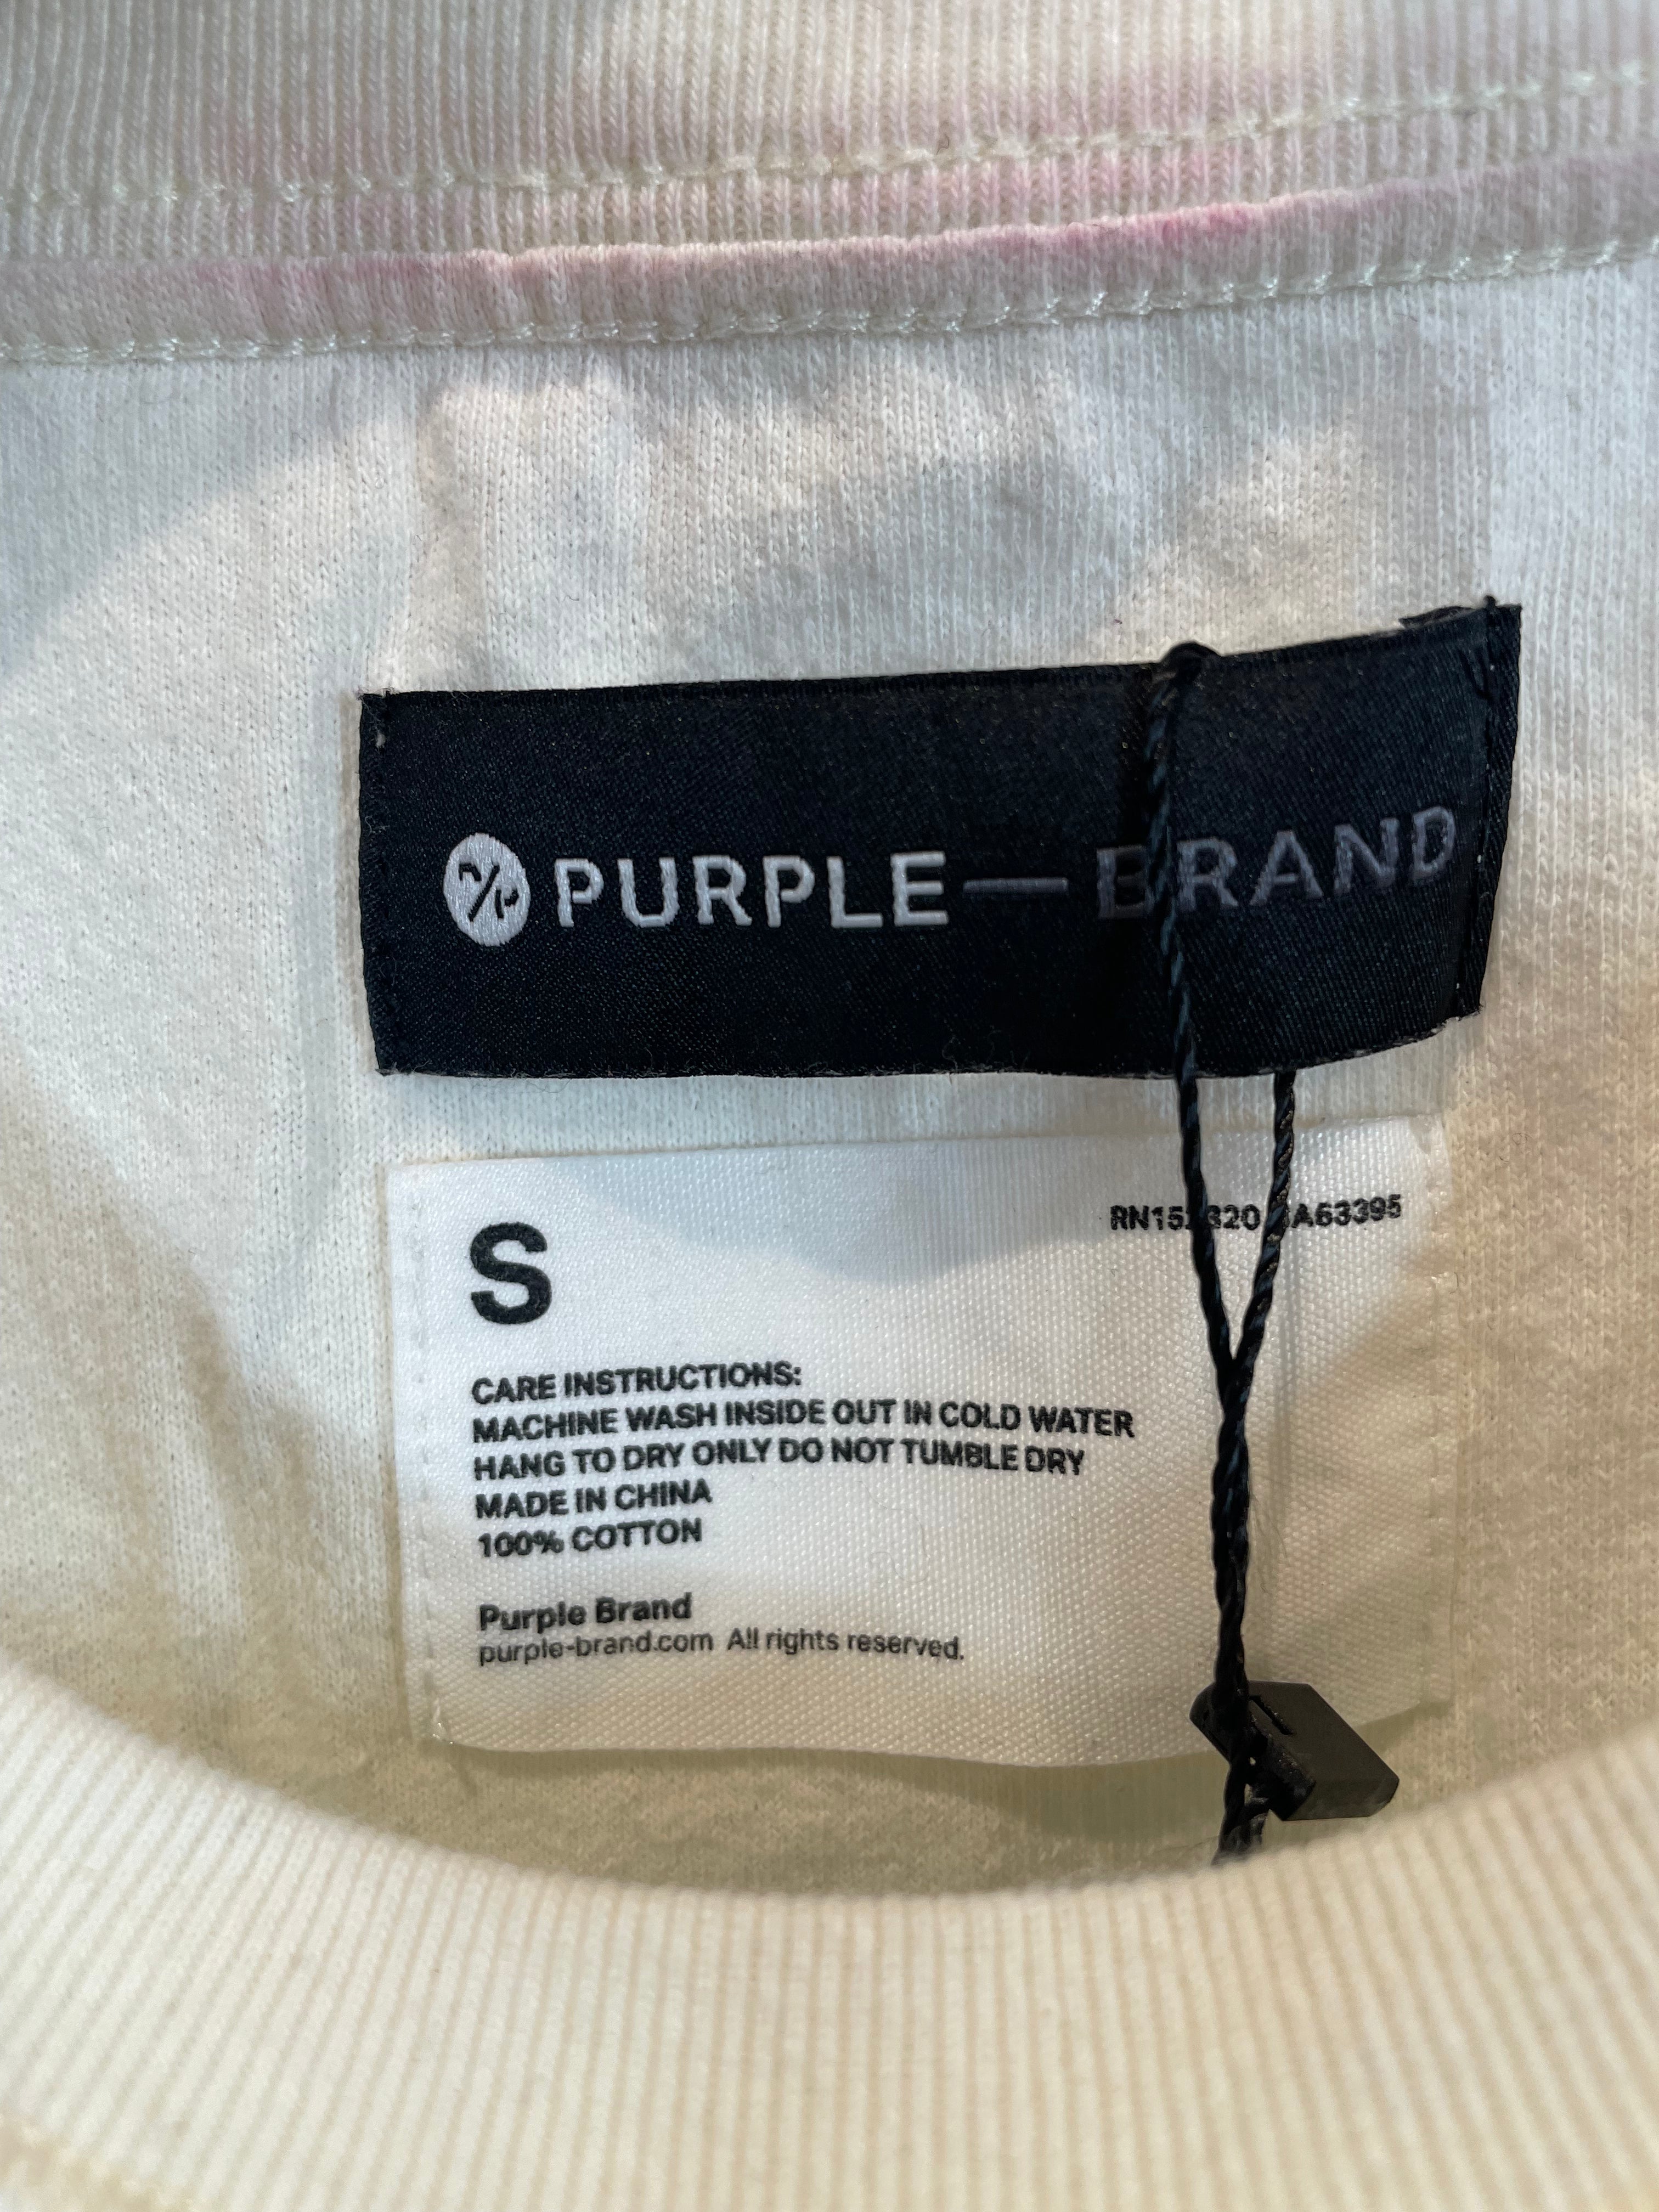 PURPLE — BRAND
S
CARE INSTRUCTIONS:
MACHINE WASH INSIDE OUT IN COLD WATER
HANG TO DRY ONLY DO NOT TUMBLE DRY
MADE IN CHINA
100% COTTON
Purple Brand
purple-brand.com All rights reserved.